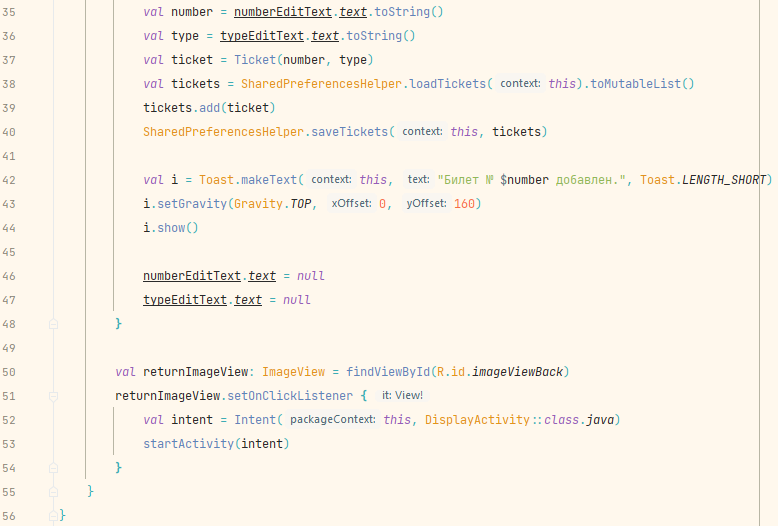 35 val number = numberEditText.text.toString()
36 val type = typeEditText.text.toString()
37 val ticket = Ticket(number, type)
38 val tickets = SharedPreferencesHelper.loadTickets( context: this).toMutableList()
39 tickets.add(ticket)
40 SharedPreferencesHelper.saveTickets( context: this, tickets)
41
42 val i = Toast.makeText( context: this, text: "Билет № $number добавлен.", Toast.LENGTH_SHORT)
43 i.setGravity(Gravity.TOP, xOffset: 0, yOffset: 160)
44 i.show()
45
46 numberEditText.text = null
47 typeEditText.text = null
48 }
49
50 val returnImageView: ImageView = findViewById(R.id.imageViewBack)
51 returnImageView.setOnClickListener { it: View!
52 val intent = Intent( packageContext: this, DisplayActivity::class.java)
53 startActivity(intent)
54 }
55 }
56 }